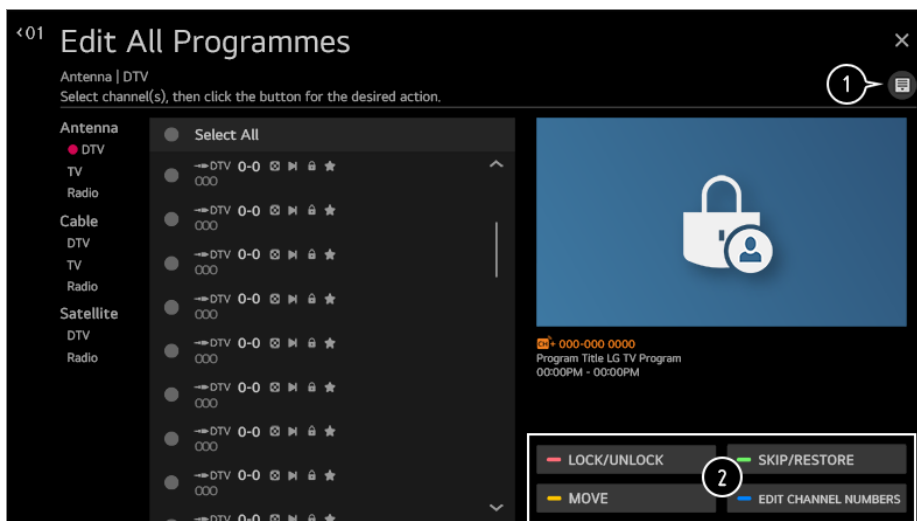 01
Edit All Programmes
Antenna | DTV
Select channel(s), then click the button for the desired action.
1
Antenna
DTV
TV
Radio
Cable
DTV
TV
Radio
Satellite
DTV
Radio
Select All
DTV 0-0
000
DTV 0-0
000
DTV 0-0
000
DTV 0-0
000
DTV 0-0
000
DTV 0-0
000
DTV 0-0
000
DTV 0-0
000
DTV 0-0
CH+ 000-000 0000
Program Title LG TV Program
00:00PM - 00:00PM
LOCK/UNLOCK
SKIP/RESTORE
2
MOVE
EDIT CHANNEL NUMBERS